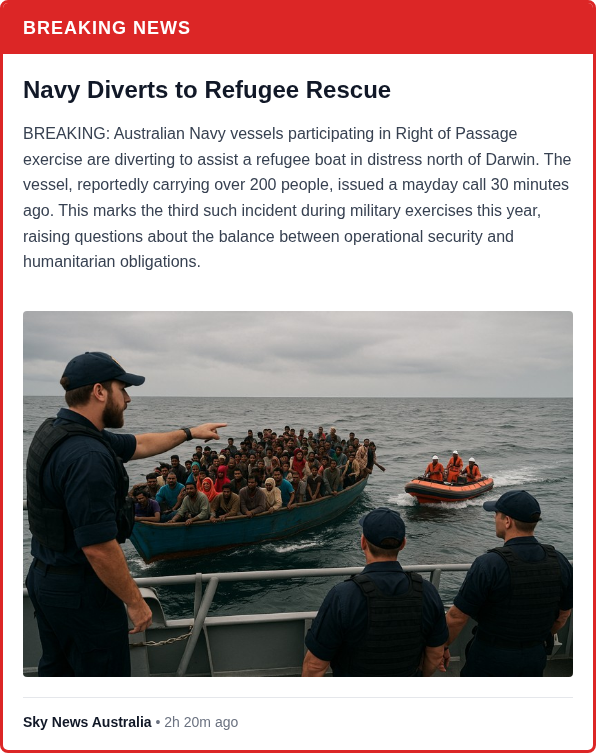 BREAKING NEWS
Navy Diverts to Refugee Rescue
BREAKING: Australian Navy vessels participating in Right of Passage
exercise are diverting to assist a refugee boat in distress north of Darwin. The
vessel, reportedly carrying over 200 people, issued a mayday call 30 minutes
ago. This marks the third such incident during military exercises this year,
raising questions about the balance between operational security and
humanitarian obligations.
Sky News Australia • 2h 20m ago